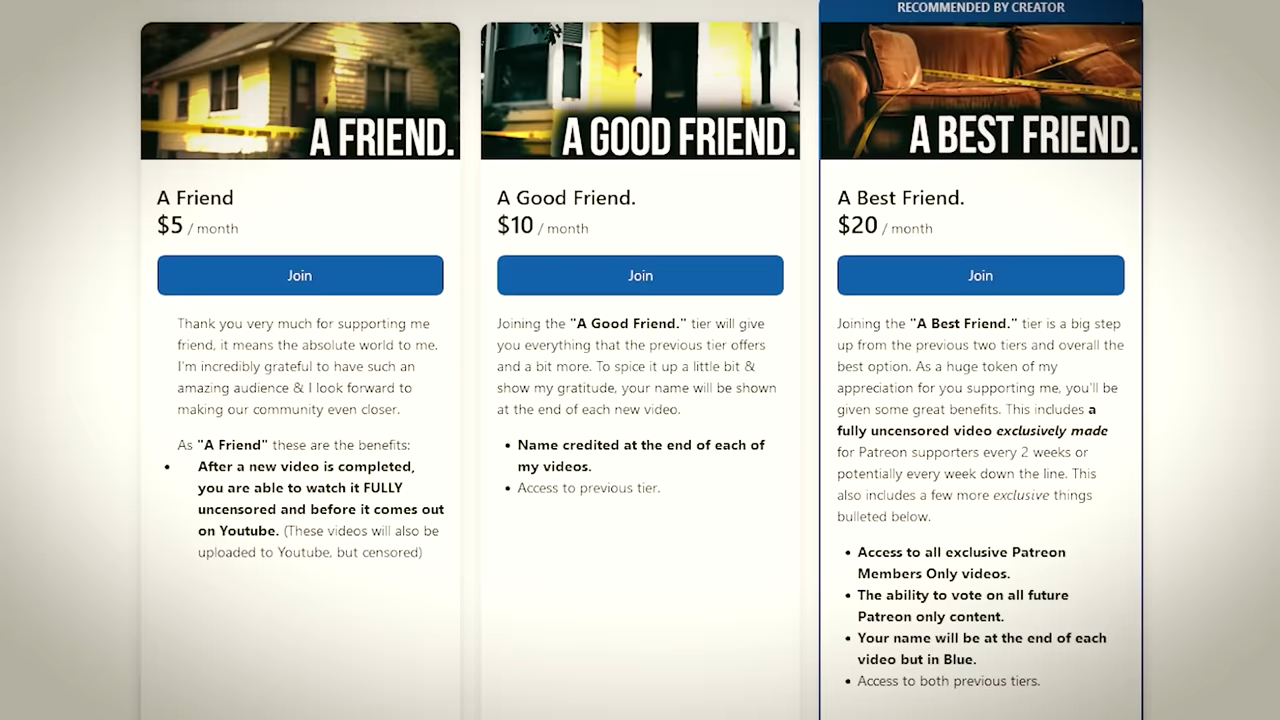 A FRIEND.
A Friend
$5 / month
Join
Thank you very much for supporting me
friend, it means the absolute world to me.
I'm incredibly grateful to have such an
amazing audience & I look forward to
making our community even closer.
As "A Friend" these are the benefits:
• After a new video is completed,
you are able to watch it FULLY
uncensored and before it comes out
on Youtube. (These videos will also be
uploaded to Youtube, but censored)
A GOOD FRIEND.
A Good Friend.
$10 / month
Join
Joining the "A Good Friend." tier will give
you everything that the previous tier offers
and a bit more. To spice it up a little bit &
show my gratitude, your name will be shown
at the end of each new video.
• Name credited at the end of each of
my videos.
• Access to previous tier.
RECOMMENDED BY CREATOR
A BEST FRIEND.
A Best Friend.
$20 / month
Join
Joining the "A Best Friend." tier is a big step
up from the previous two tiers and overall the
best option. As a huge token of my
appreciation for you supporting me, you'll be
given some great benefits. This includes a
fully uncensored video exclusively made
for Patreon supporters every 2 weeks or
potentially every week down the line. This
also includes a few more exclusive things
bulleted below.
• Access to all exclusive Patreon
Members Only videos.
• The ability to vote on all future
Patreon only content.
• Your name will be at the end of each
video but in Blue.
• Access to both previous tiers.